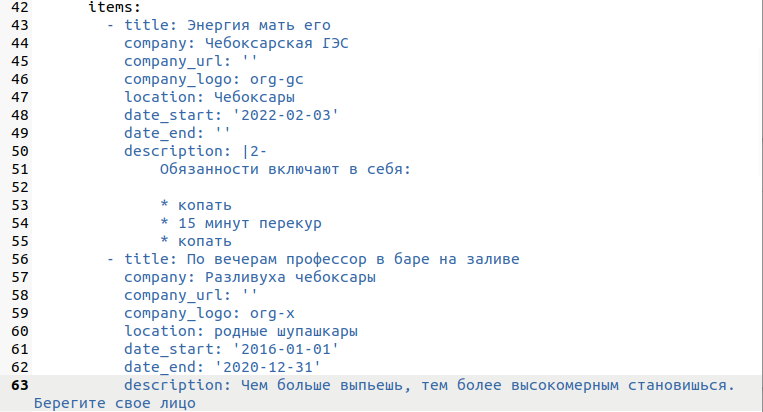 42 items:
43 - title: Энергия мать его
44 company: Чебоксарская ГЭС
45 company_url: ''
46 company_logo: org-gc
47 location: Чебоксары
48 date_start: '2022-02-03'
49 date_end: ''
50 description: |2-
51 Обязанности включают в себя:
52
53 * копать
54 * 15 минут перекур
55 * копать
56 - title: По вечерам профессор в баре на заливе
57 company: Разливуха чебоксары
58 company_url: ''
59 company_logo: org-x
60 location: родные шупашкары
61 date_start: '2016-01-01'
62 date_end: '2020-12-31'
63 description: Чем больше выпьешь, тем более высокомерным становишься.
Берегите свое лицо